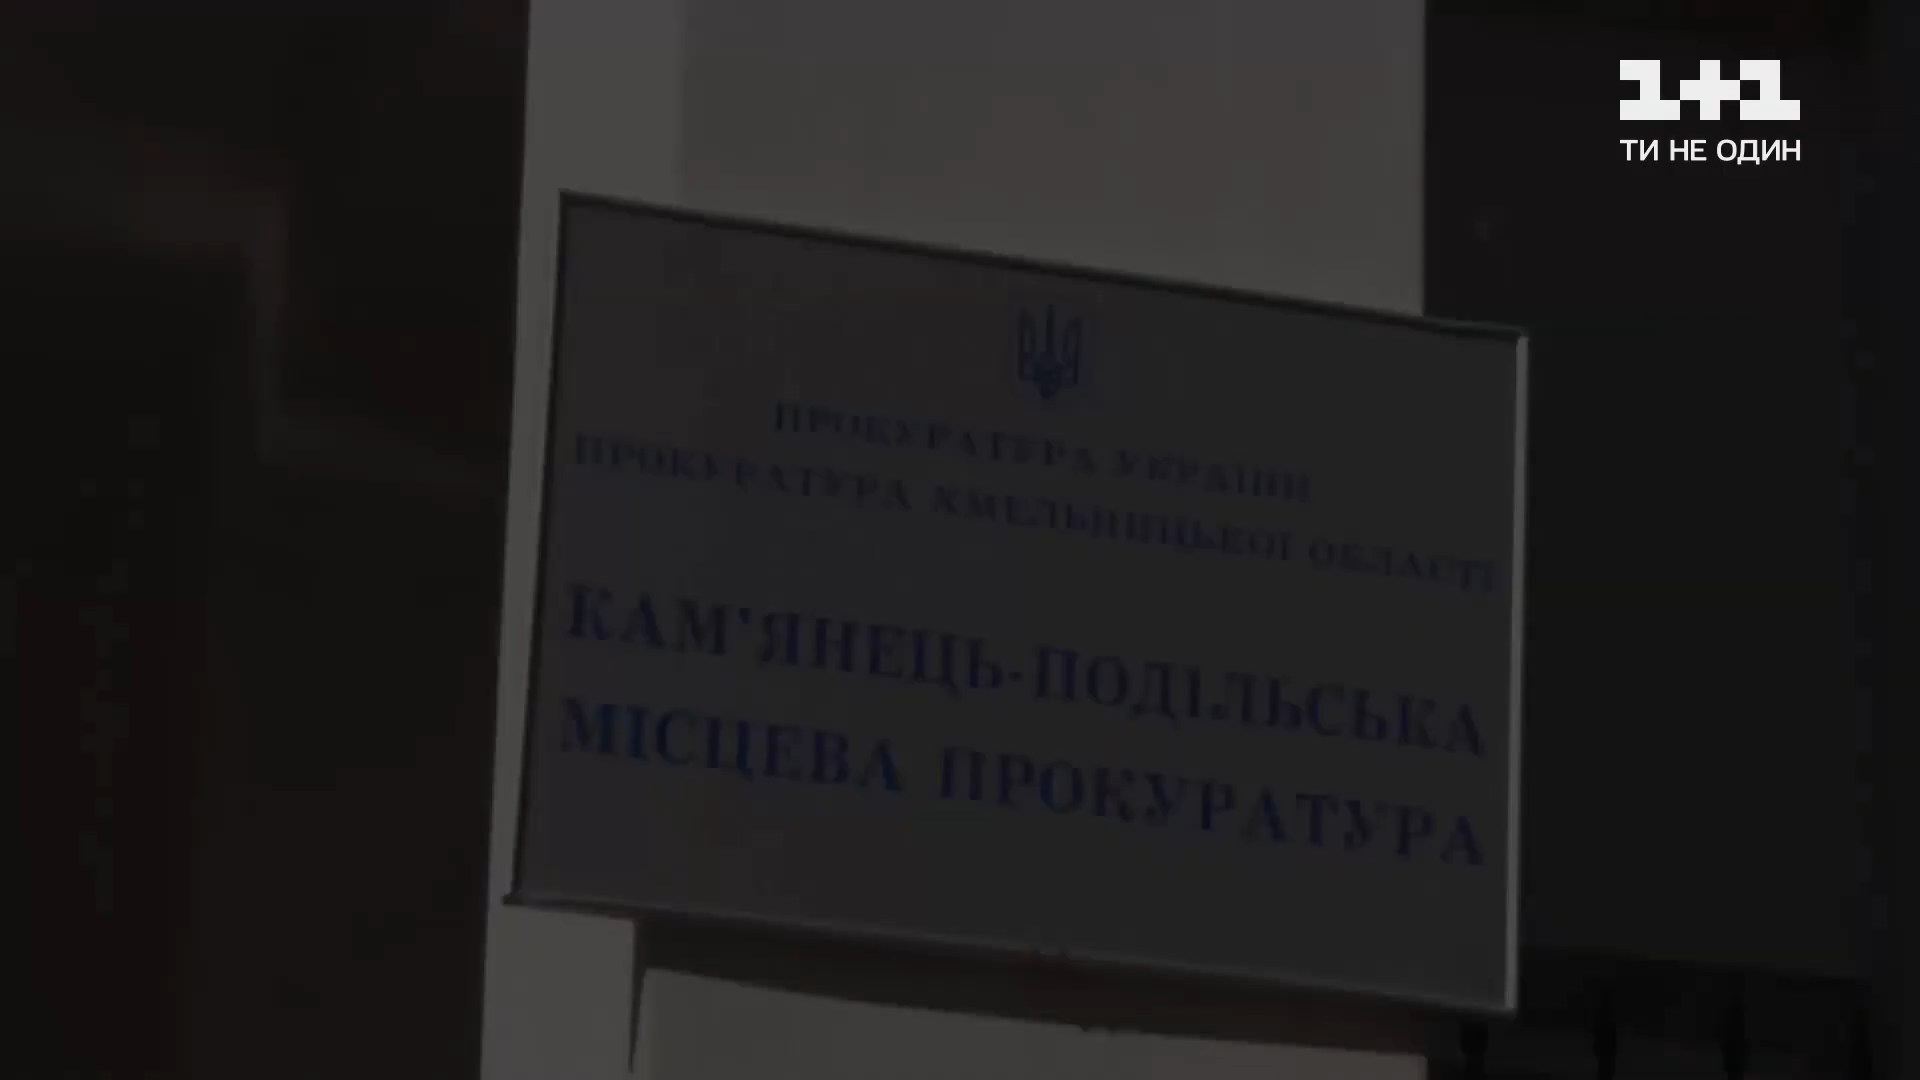 1+1
ТИ НЕ ОДИН
ПРОКУРАТУРА УКРАЇНИ
ПРОКУРАТУРА ХМЕЛЬНИЦЬКОЇ ОБЛАСТІ
КАМ'ЯНЕЦЬ-ПОДІЛЬСЬКА
МІСЦЕВА ПРОКУРАТУРА